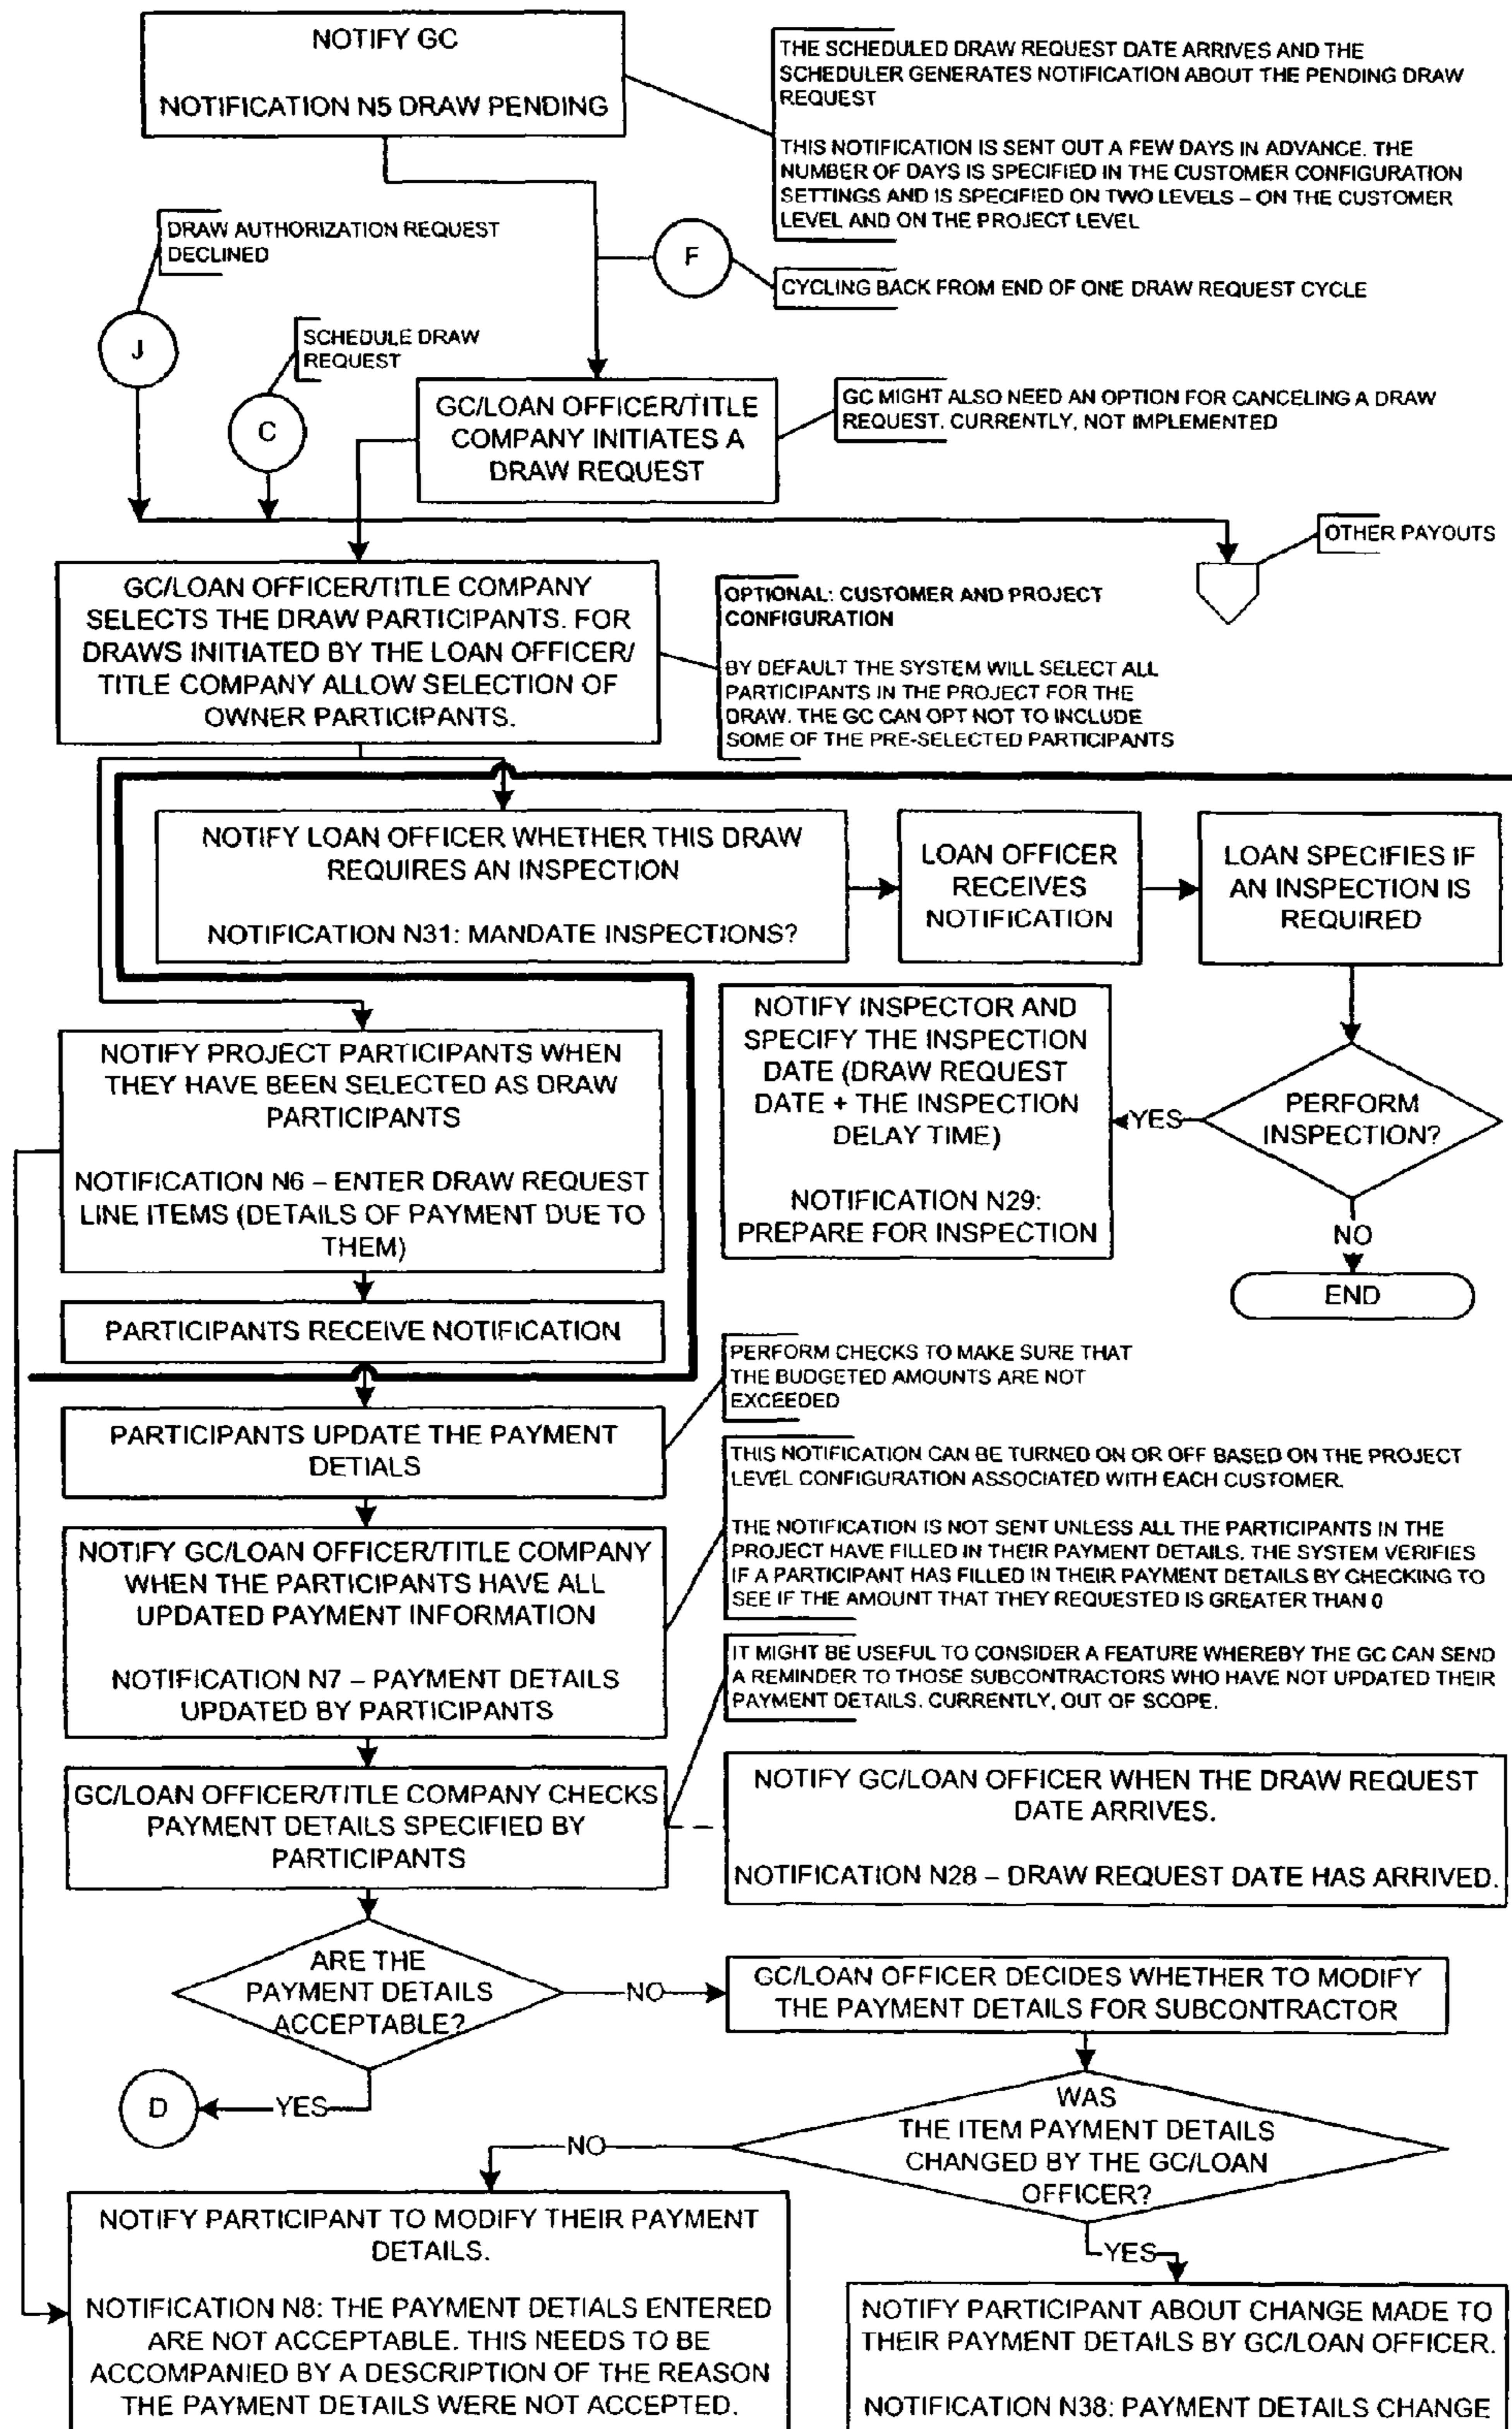 NOTIFY GC
NOTIFICATION N5 DRAW PENDING
THE SCHEDULED DRAW REQUEST DATE ARRIVES AND THE
SCHEDULER GENERATES NOTIFICATION ABOUT THE PENDING DRAW
REQUEST
THIS NOTIFICATION IS SENT OUT A FEW DAYS IN ADVANCE. THE
NUMBER OF DAYS IS SPECIFIED IN THE CUSTOMER CONFIGURATION
SETTINGS AND IS SPECIFIED ON TWO LEVELS – ON THE CUSTOMER
LEVEL AND ON THE PROJECT LEVEL
DRAW AUTHORIZATION REQUEST
DECLINED
F
CYCLING BACK FROM END OF ONE DRAW REQUEST CYCLE
J
SCHEDULE DRAW
REQUEST
C
GC/LOAN OFFICER/TITLE
COMPANY INITIATES A
DRAW REQUEST
GC MIGHT ALSO NEED AN OPTION FOR CANCELING A DRAW
REQUEST. CURRENTLY, NOT IMPLEMENTED
OTHER PAYOUTS
GC/LOAN OFFICER/TITLE COMPANY
SELECTS THE DRAW PARTICIPANTS. FOR
DRAWS INITIATED BY THE LOAN OFFICER/
TITLE COMPANY ALLOW SELECTION OF
OWNER PARTICIPANTS.
OPTIONAL: CUSTOMER AND PROJECT
CONFIGURATION
BY DEFAULT THE SYSTEM WILL SELECT ALL
PARTICIPANTS IN THE PROJECT FOR THE
DRAW. THE GC CAN OPT NOT TO INCLUDE
SOME OF THE PRE-SELECTED PARTICIPANTS
NOTIFY LOAN OFFICER WHETHER THIS DRAW
REQUIRES AN INSPECTION
NOTIFICATION N31: MANDATE INSPECTIONS?
LOAN OFFICER
RECEIVES
NOTIFICATION
LOAN SPECIFIES IF
AN INSPECTION IS
REQUIRED
NOTIFY INSPECTOR AND
SPECIFY THE INSPECTION
DATE (DRAW REQUEST
DATE + THE INSPECTION
DELAY TIME)
NOTIFICATION N29:
PREPARE FOR INSPECTION
YES
PERFORM
INSPECTION?
NO
END
NOTIFY PROJECT PARTICIPANTS WHEN
THEY HAVE BEEN SELECTED AS DRAW
PARTICIPANTS
NOTIFICATION N6 – ENTER DRAW REQUEST
LINE ITEMS (DETAILS OF PAYMENT DUE TO
THEM)
PARTICIPANTS RECEIVE NOTIFICATION
PERFORM CHECKS TO MAKE SURE THAT
THE BUDGETED AMOUNTS ARE NOT
EXCEEDED
PARTICIPANTS UPDATE THE PAYMENT
DETIALS
THIS NOTIFICATION CAN BE TURNED ON OR OFF BASED ON THE PROJECT
LEVEL CONFIGURATION ASSOCIATED WITH EACH CUSTOMER.
THE NOTIFICATION IS NOT SENT UNLESS ALL THE PARTICIPANTS IN THE
PROJECT HAVE FILLED IN THEIR PAYMENT DETAILS. THE SYSTEM VERIFIES
IF A PARTICIPANT HAS FILLED IN THEIR PAYMENT DETAILS BY CHECKING TO
SEE IF THE AMOUNT THAT THEY REQUESTED IS GREATER THAN 0
NOTIFY GC/LOAN OFFICER/TITLE COMPANY
WHEN THE PARTICIPANTS HAVE ALL
UPDATED PAYMENT INFORMATION
NOTIFICATION N7 – PAYMENT DETAILS
UPDATED BY PARTICIPANTS
IT MIGHT BE USEFUL TO CONSIDER A FEATURE WHEREBY THE GC CAN SEND
A REMINDER TO THOSE SUBCONTRACTORS WHO HAVE NOT UPDATED THEIR
PAYMENT DETAILS. CURRENTLY, OUT OF SCOPE.
GC/LOAN OFFICER/TITLE COMPANY CHECKS
PAYMENT DETAILS SPECIFIED BY
PARTICIPANTS
NOTIFY GC/LOAN OFFICER WHEN THE DRAW REQUEST
DATE ARRIVES.
NOTIFICATION N28 – DRAW REQUEST DATE HAS ARRIVED.
ARE THE
PAYMENT DETAILS
ACCEPTABLE?
NO
GC/LOAN OFFICER DECIDES WHETHER TO MODIFY
THE PAYMENT DETAILS FOR SUBCONTRACTOR
D
YES
WAS
THE ITEM PAYMENT DETAILS
CHANGED BY THE GC/LOAN
OFFICER?
NO
YES
NOTIFY PARTICIPANT TO MODIFY THEIR PAYMENT
DETAILS.
NOTIFICATION N8: THE PAYMENT DETIALS ENTERED
ARE NOT ACCEPTABLE. THIS NEEDS TO BE
ACCOMPANIED BY A DESCRIPTION OF THE REASON
THE PAYMENT DETAILS WERE NOT ACCEPTED.
NOTIFY PARTICIPANT ABOUT CHANGE MADE TO
THEIR PAYMENT DETAILS BY GC/LOAN OFFICER.
NOTIFICATION N38: PAYMENT DETAILS CHANGE